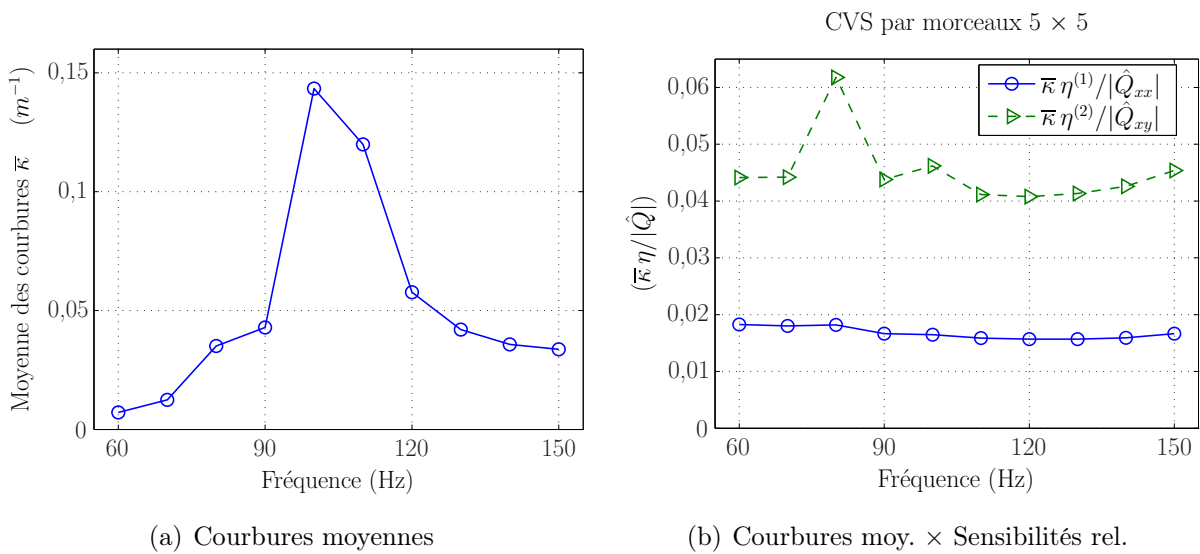 Moyenne des courbures κ̅ (m⁻¹)
0,15
0,1
0,05
0
60 90 120 150
Fréquence (Hz)
(a) Courbures moyennes
CVS par morceaux 5 × 5
κ̅ η⁽¹⁾/|Q̂ₓₓ|
κ̅ η⁽²⁾/|Q̂_{xy}|
(κ̅ η/|Q̂|)
0,06
0,05
0,04
0,03
0,02
0,01
0
60 90 120 150
Fréquence (Hz)
(b) Courbures moy. × Sensibilités rel.